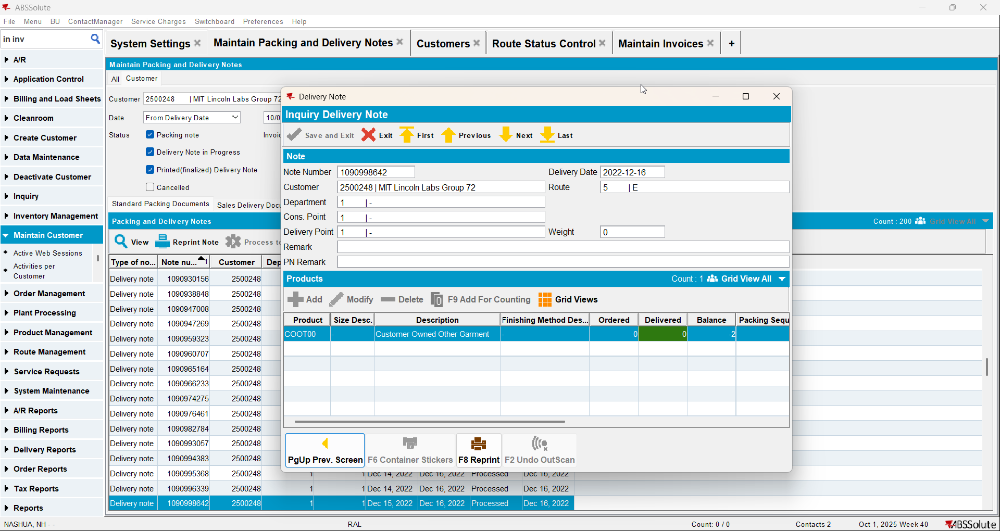 ABSSolute
File Menu BU ContactManager Service Charges Switchboard Preferences Help
in inv
System Settings Maintain Packing and Delivery Notes Customers Route Status Control Maintain Invoices +
A/R
Application Control
Billing and Load Sheets
Cleanroom
Create Customer
Data Maintenance
Deactivate Customer
Inquiry
Inventory Management
Maintain Customer
Active Web Sessions
Activities per
Customer
Order Management
Plant Processing
Product Management
Route Management
Service Requests
System Maintenance
A/R Reports
Billing Reports
Delivery Reports
Order Reports
Tax Reports
Reports
Maintain Packing and Delivery Notes
All Customer
Customer 2500248 | MIT Lincoln Labs Group 72
Date From Delivery Date 10/0
Status Packing note Invoic
Delivery Note in Progress
Printed(finalized) Delivery Note
Cancelled
Standard Packing Documents Sales Delivery Docu
Packing and Delivery Notes Count : 200 Grid View All
View Reprint Note Process to
Type of no... Note nu... 1 Customer Dep
Delivery note 1090930156 2500248
Delivery note 1090938848 2500248
Delivery note 1090947008 2500248
Delivery note 1090947269 2500248
Delivery note 1090959323 2500248
Delivery note 1090960707 2500248
Delivery note 1090965164 2500248
Delivery note 1090966233 2500248
Delivery note 1090974275 2500248
Delivery note 1090976461 2500248
Delivery note 1090982784 2500248
Delivery note 1090993057 2500248
Delivery note 1090994383 2500248
Delivery note 1090995368 2500248 1 1 Dec 14, 2022 Dec 16, 2022 Processed Dec 16, 2022
Delivery note 1090996339 2500248 1 1 Dec 14, 2022 Dec 16, 2022 Processed Dec 16, 2022
Delivery note 1090998642 2500248 1 1 Dec 15, 2022 Dec 16, 2022 Processed Dec 16, 2022
Delivery Note
Inquiry Delivery Note
Save and Exit Exit First Previous Next Last
Note
Note Number 1090998642 Delivery Date 2022-12-16
Customer 2500248 | MIT Lincoln Labs Group 72 Route 5 | E
Department 1 | -
Cons. Point 1 | -
Delivery Point 1 | - Weight 0
Remark
PN Remark
Products Count : 1 Grid View All
Add Modify Delete F9 Add For Counting Grid Views
Product Size Desc. Description Finishing Method Des... Ordered Delivered Balance Packing Sequ
COOT00 - Customer Owned Other Garment - 0 0 -2
PgUp Prev. Screen F6 Container Stickers F8 Reprint F2 Undo OutScan
NASHUA, NH - - RAL Count: 0 / 0 Contacts 2 Oct 1, 2025 Week 40 ABSSolute